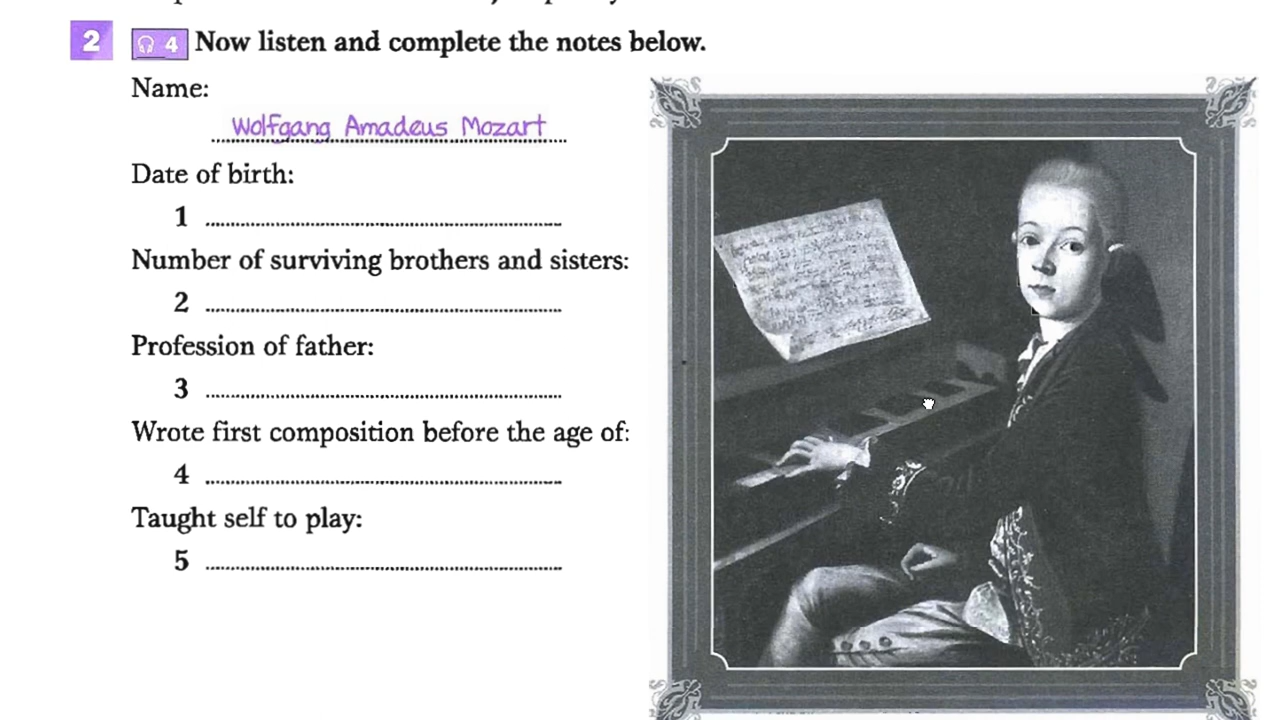 2 4 Now listen and complete the notes below.
Name:
Wolfgang Amadeus Mozart
Date of birth:
1
Number of surviving brothers and sisters:
2
Profession of father:
3
Wrote first composition before the age of:
4
Taught self to play:
5